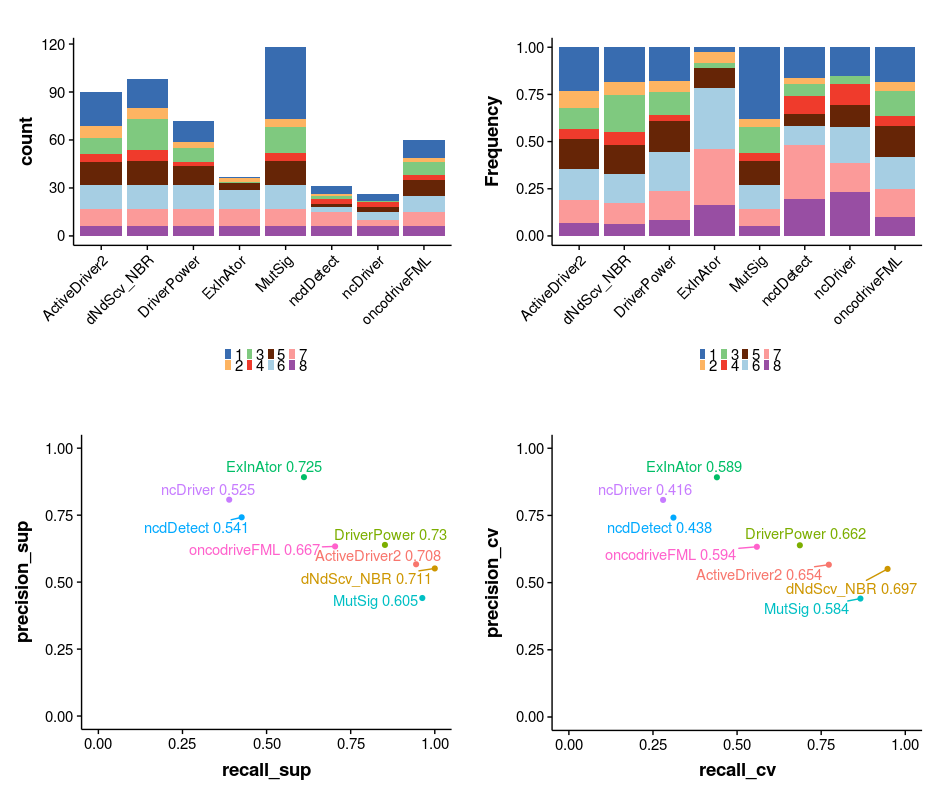 120
90
60
30
0
count
ActiveDriver2
dNdScv_NBR
DriverPower
ExInAtor
MutSig
ncdDetect
ncDriver
oncodriveFML
1 3 5 7
2 4 6 8
1.00
0.75
0.50
0.25
0.00
Frequency
ActiveDriver2
dNdScv_NBR
DriverPower
ExInAtor
MutSig
ncdDetect
ncDriver
oncodriveFML
1 3 5 7
2 4 6 8
1.00
0.75
0.50
0.25
0.00
precision_sup
ExInAtor 0.725
ncDriver 0.525
ncdDetect 0.541
DriverPower 0.73
oncodriveFML 0.667
ActiveDriver2 0.708
dNdScv_NBR 0.711
MutSig 0.605
0.00 0.25 0.50 0.75 1.00
recall_sup
1.00
0.75
0.50
0.25
0.00
precision_cv
ExInAtor 0.589
ncDriver 0.416
ncdDetect 0.438
DriverPower 0.662
oncodriveFML 0.594
ActiveDriver2 0.654
dNdScv_NBR 0.697
MutSig 0.584
0.00 0.25 0.50 0.75 1.00
recall_cv